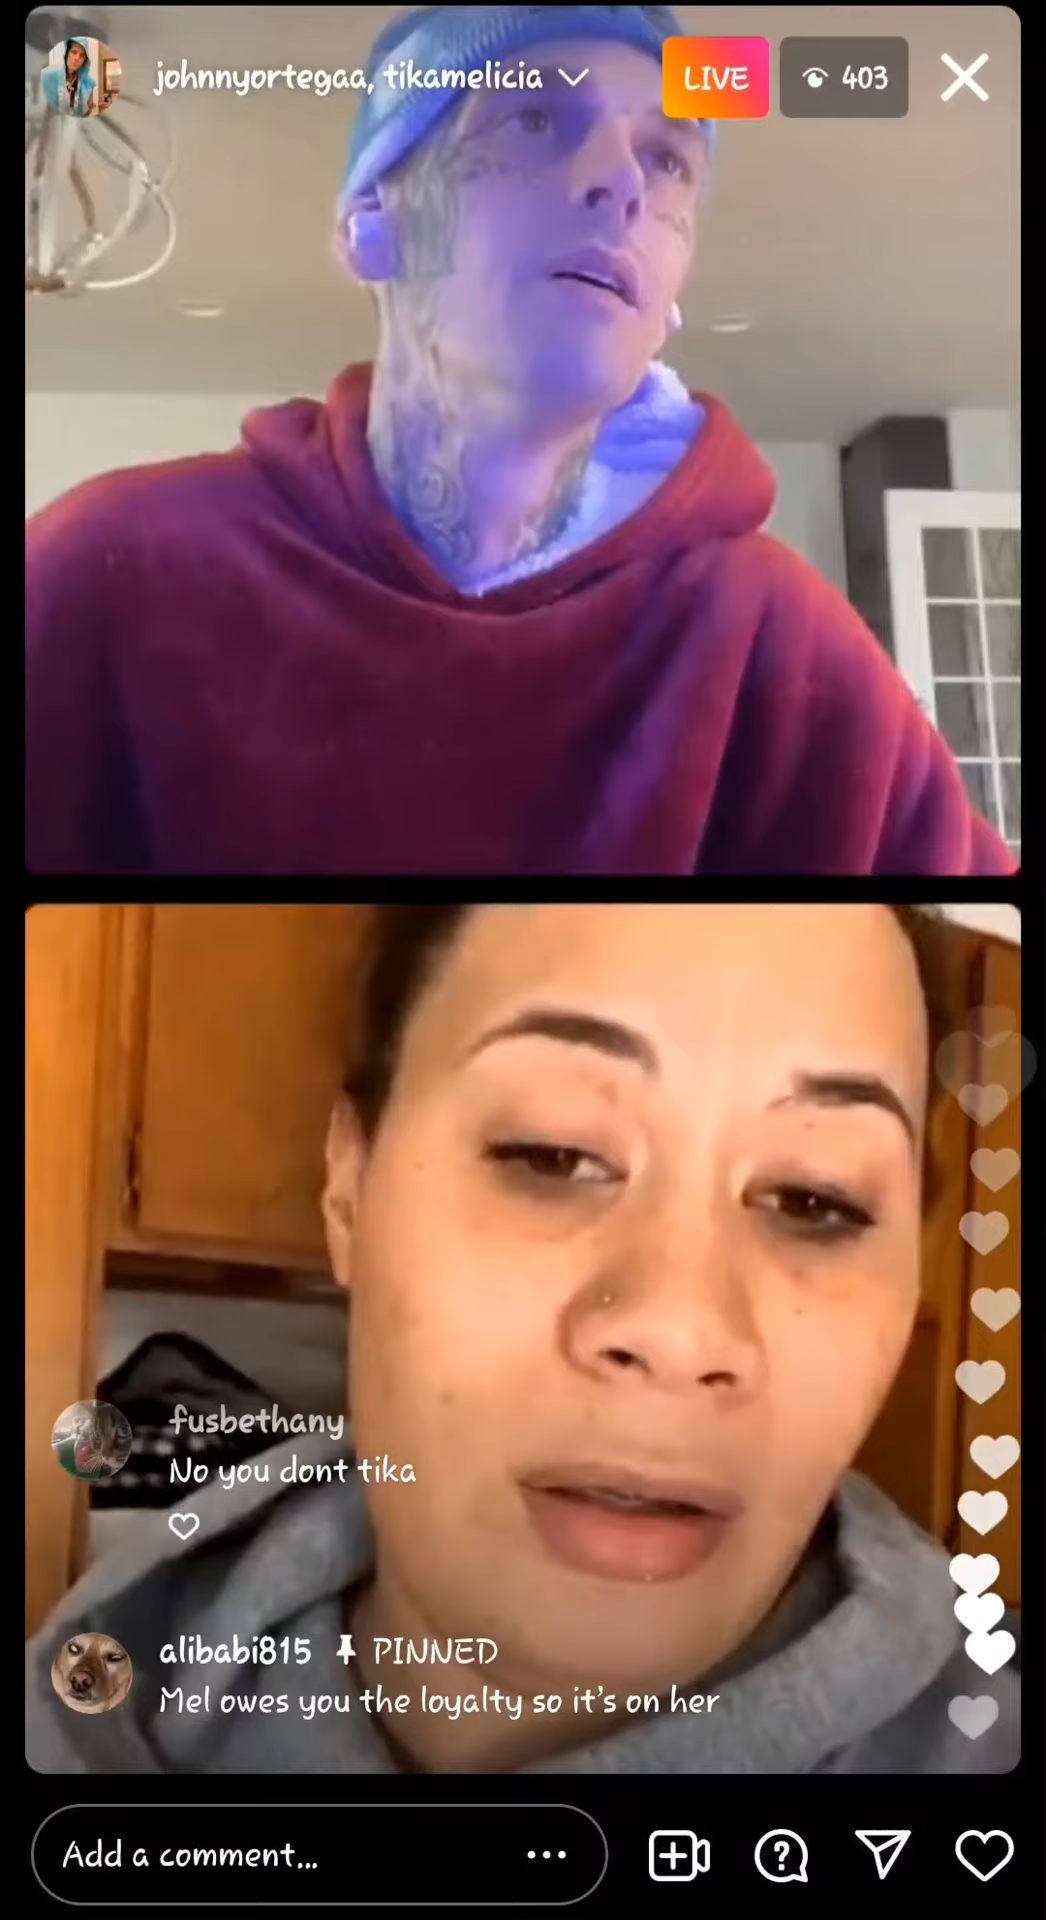 johnnyortegaa, tikamelicia
LIVE
403
fusbethany
No you dont tika
alibabi815 PINNED
Mel owes you the loyalty so it's on her
Add a comment...